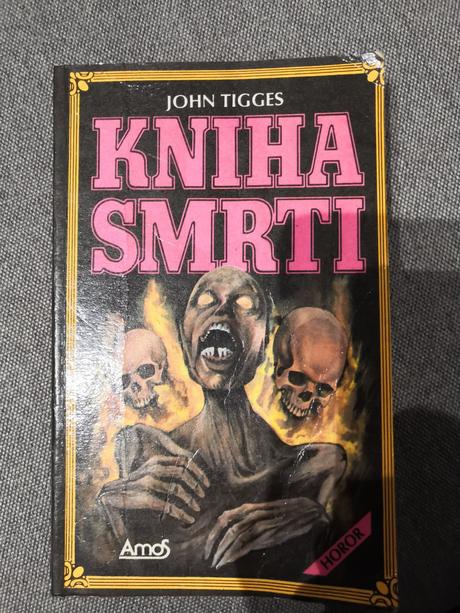 JOHN TIGGES
KNIHA
SMRTI
AmoS
HOROR